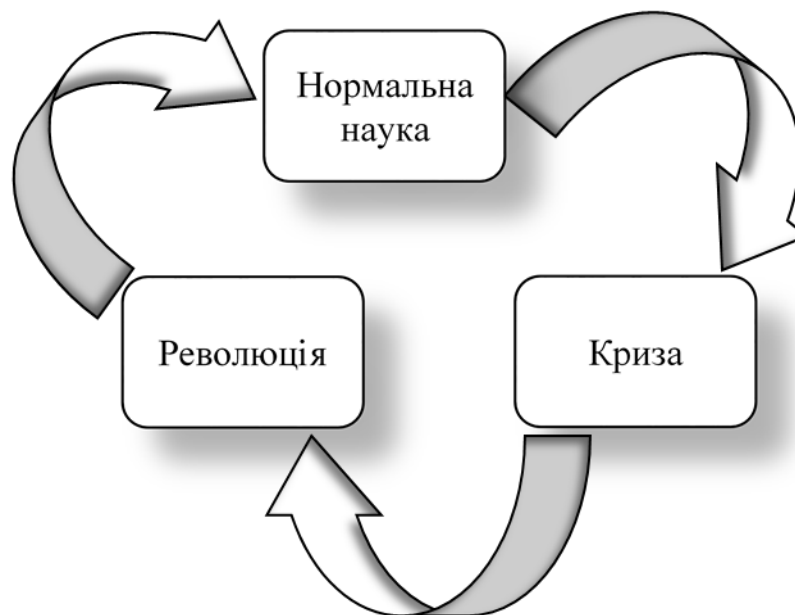 Нормальна
наука
Революція
Криза